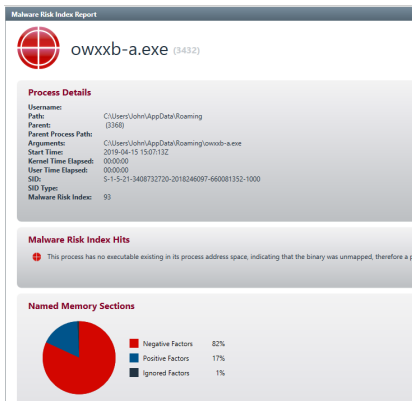 Malware Risk Index Report
owxxb-a.exe (3432)
Process Details
Username:
Path: C:\Users\John\AppData\Roaming
Parent: (3368)
Parent Process Path:
Arguments: C:\Users\John\AppData\Roaming\owxxb-a.exe
Start Time: 2019-04-15 15:07:13Z
Kernel Time Elapsed: 00:00:00
User Time Elapsed: 00:00:00
SID: S-1-5-21-3408732720-2018246097-660081352-1000
SID Type:
Malware Risk Index: 93
Malware Risk Index Hits
This process has no executable existing in its process address space, indicating that the binary was unmapped, therefore a p
Named Memory Sections
Negative Factors 82%
Positive Factors 17%
Ignored Factors 1%